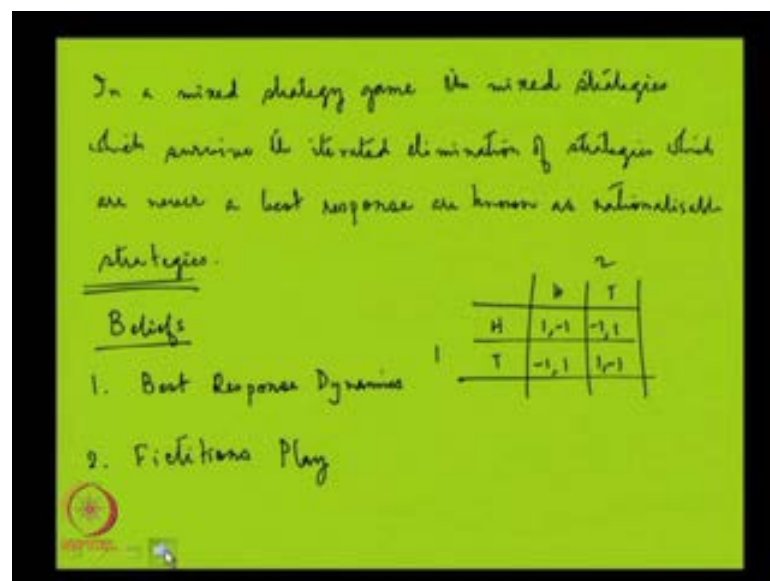 In a mixed strategy game the mixed strategies
which survive the iterated elimination of strategies which
are never a best response are known as rationalisable
strategies.
2
Beliefs
H T
H 1,-1 -1,1
1 T -1,1 1,-1
1. Best Response Dynamics
2. Fictitious Play